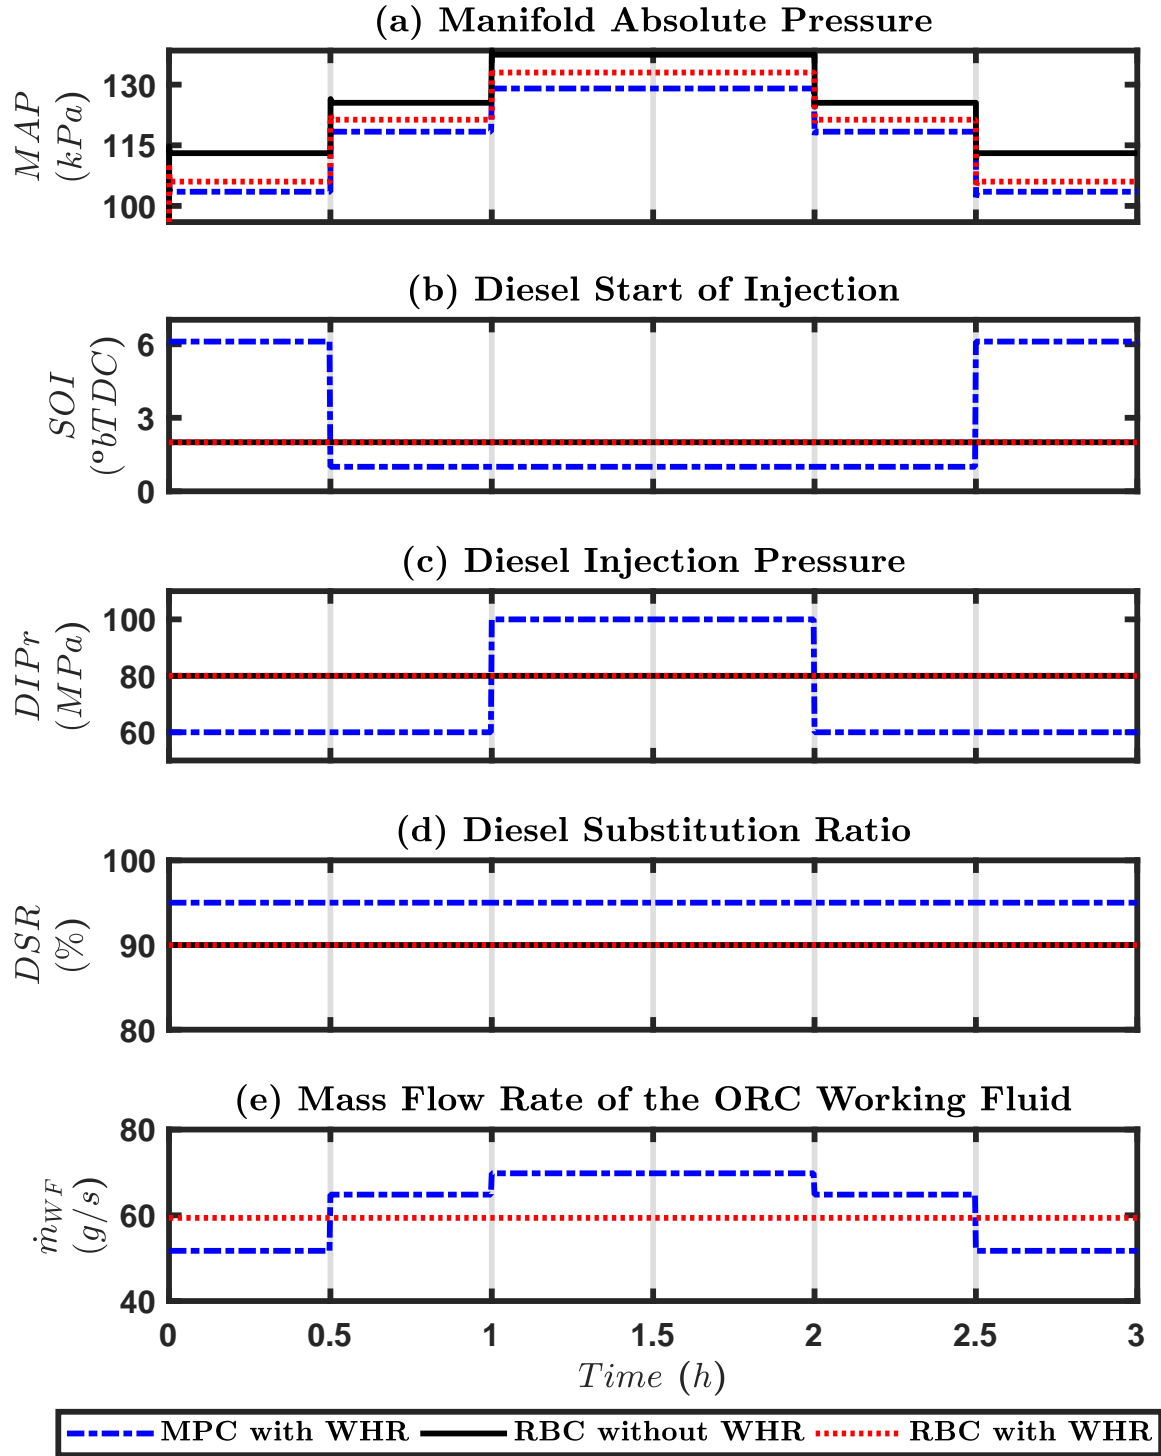 (a) Manifold Absolute Pressure
MAP
(kPa)
130
115
100
(b) Diesel Start of Injection
SOI
(ºbTDC)
6
3
0
(c) Diesel Injection Pressure
DIPr
(MPa)
100
80
60
(d) Diesel Substitution Ratio
DSR
(%)
100
90
80
(e) Mass Flow Rate of the ORC Working Fluid
ṁWF
(g/s)
80
60
40
0 0.5 1 1.5 2 2.5 3
Time (h)
MPC with WHR RBC without WHR RBC with WHR